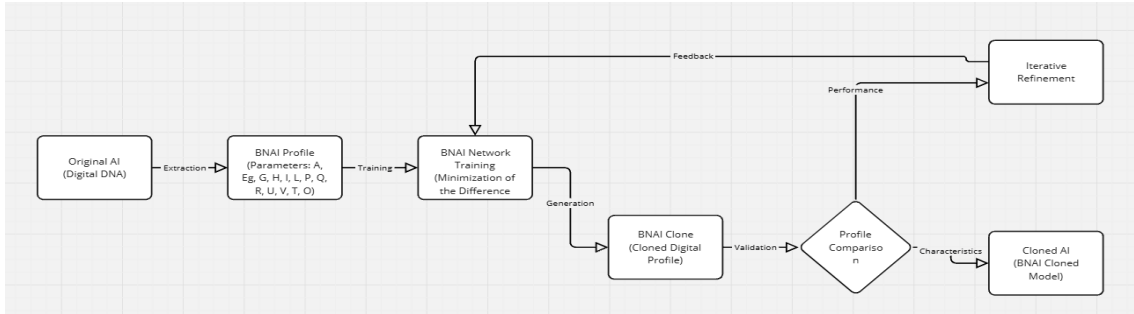 Original AI
(Digital DNA)
Extraction
BNAI Profile
(Parameters: A,
Eg, G, H, I, L, P, Q,
R, U, V, T, O)
Training
BNAI Network
Training
(Minimization of
the Difference
Generation
BNAI Clone
(Cloned Digital
Profile)
Validation
Profile
Compariso
n
Performance
Iterative
Refinement
Feedback
Characteristics
Cloned AI
(BNAI Cloned
Model)